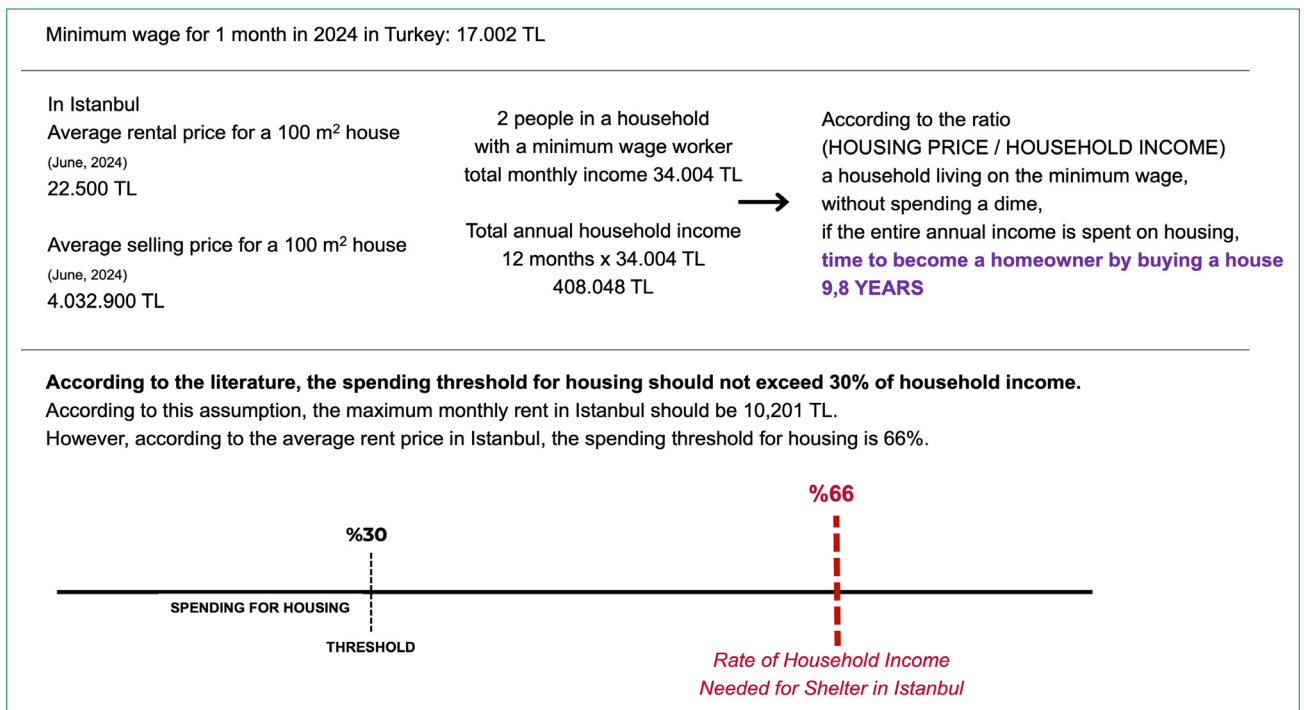 Minimum wage for 1 month in 2024 in Turkey: 17.002 TL
In Istanbul
Average rental price for a 100 m² house
(June, 2024)
22.500 TL
Average selling price for a 100 m² house
(June, 2024)
4.032.900 TL
2 people in a household
with a minimum wage worker
total monthly income 34.004 TL
Total annual household income
12 months x 34.004 TL
408.048 TL
According to the ratio
(HOUSING PRICE / HOUSEHOLD INCOME)
a household living on the minimum wage,
without spending a dime,
if the entire annual income is spent on housing,
time to become a homeowner by buying a house
9,8 YEARS
According to the literature, the spending threshold for housing should not exceed 30% of household income.
According to this assumption, the maximum monthly rent in Istanbul should be 10,201 TL.
However, according to the average rent price in Istanbul, the spending threshold for housing is 66%.
%66
%30
SPENDING FOR HOUSING
THRESHOLD
Rate of Household Income
Needed for Shelter in Istanbul